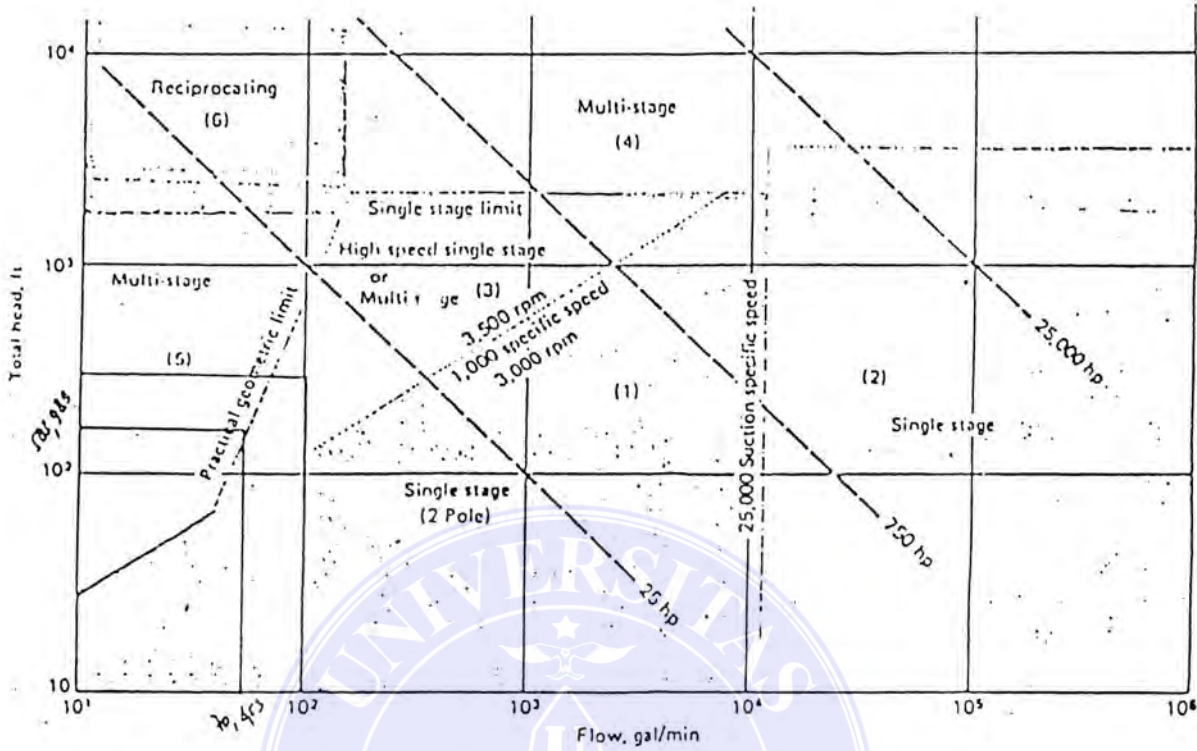 10⁴
Reciprocating
(6)
Multi-stage
(4)
Single stage limit
High speed single stage
or
(3)
10³
Multi-stage
(5)
Practical geometric limit
3,500 rpm
1,000 specific speed
3,000 rpm
(1)
25,000 Suction specific speed
(2)
Single stage
25,000 hp
Total head, ft
10²
Single stage
(2 Pole)
250 hp
25 hp
UNIVERSITAS
10
10¹
10²
10³
10⁴
10⁵
10⁶
Flow, gal/min